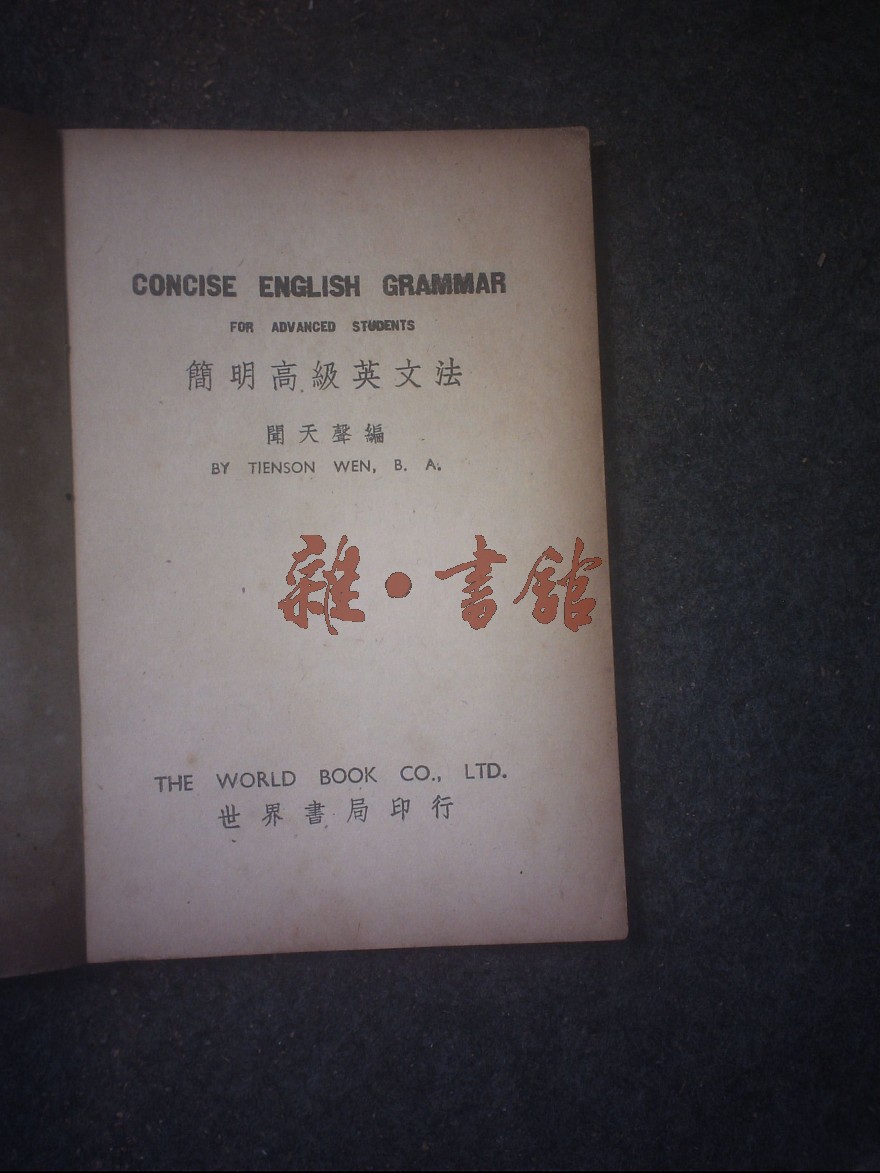 CONCISE ENGLISH GRAMMAR
FOR ADVANCED STUDENTS
簡明高級英文法
聞天聲編
BY TIENSON WEN, B. A.
雜·書館
THE WORLD BOOK CO., LTD.
世界書局印行